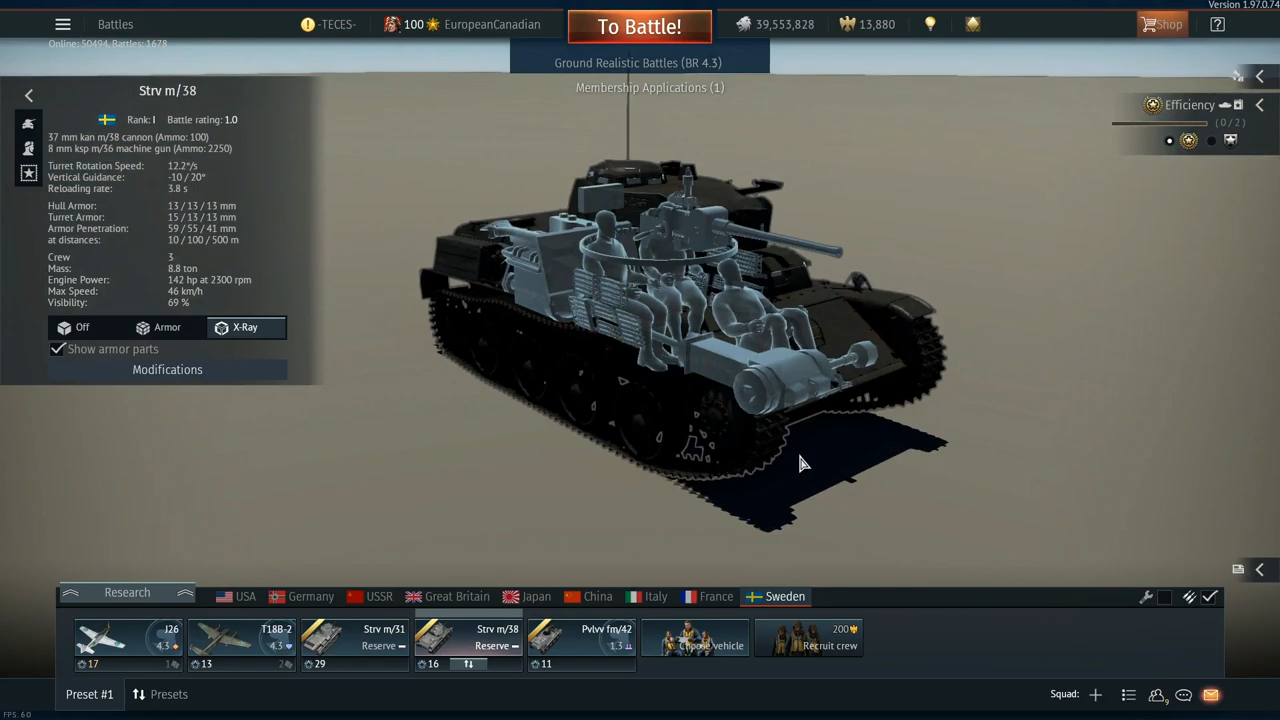 Version 1.97.0.74
Battles
-TECES-
100 EuropeanCanadian
To Battle!
39,553,828
13,880
Shop
?
Online: 50494, Battles: 1678
Ground Realistic Battles (BR 4.3)
Membership Applications (1)
Strv m/38
Rank: I Battle rating: 1.0
37 mm kan m/38 cannon (Ammo: 100)
8 mm ksp m/36 machine gun (Ammo: 2250)
Turret Rotation Speed: 12.2°/s
Vertical Guidance: -10 / 20°
Reloading rate: 3.8 s
Hull Armor: 13 / 13 / 13 mm
Turret Armor: 15 / 13 / 13 mm
Armor Penetration: 59 / 55 / 41 mm
at distances: 10 / 100 / 500 m
Crew 3
Mass: 8.8 ton
Engine Power: 142 hp at 2300 rpm
Max Speed: 46 km/h
Visibility: 69 %
Off Armor X-Ray
Show armor parts
Modifications
Efficiency
( 0 / 2 )
Research USA Germany USSR Great Britain Japan China Italy France Sweden
J26
4.3
17 1
T18B-2
4.3
13 2
Strv m/31
Reserve
29
Strv m/38
Reserve
16
Pvlvv fm/42
1.3
11
Choose vehicle
200
Recruit crew
Preset #1 Presets
Squad: + 9
FPS: 60